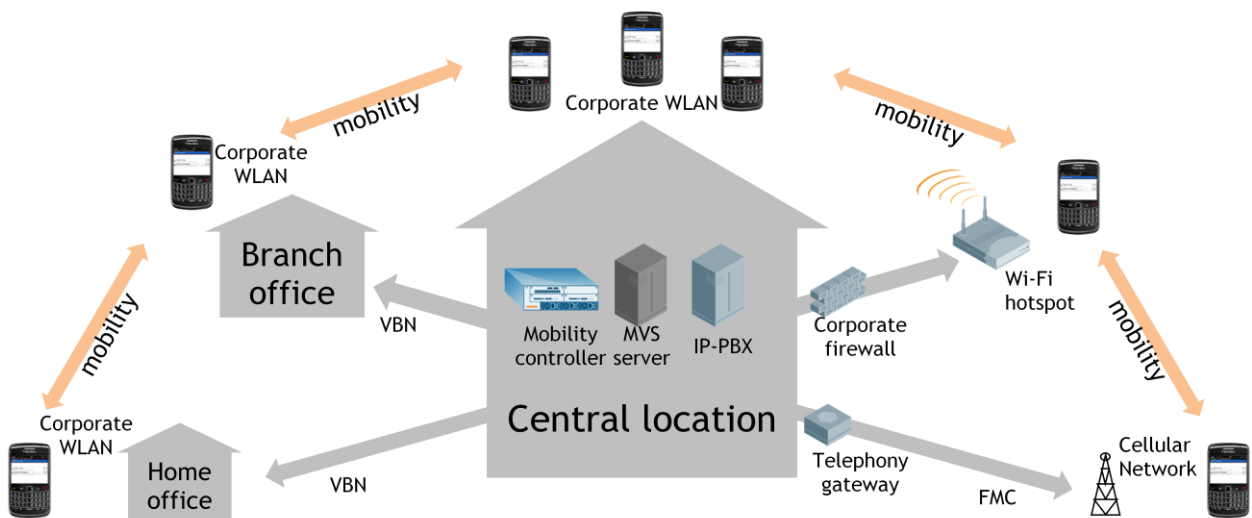 Corporate WLAN
mobility
mobility
Corporate
WLAN
Branch
office
mobility
VBN
Mobility
controller
MVS
server
IP-PBX
Corporate
firewall
Wi-Fi
hotspot
mobility
Central location
Corporate
WLAN
Home
office
VBN
Telephony
gateway
FMC
Cellular
Network